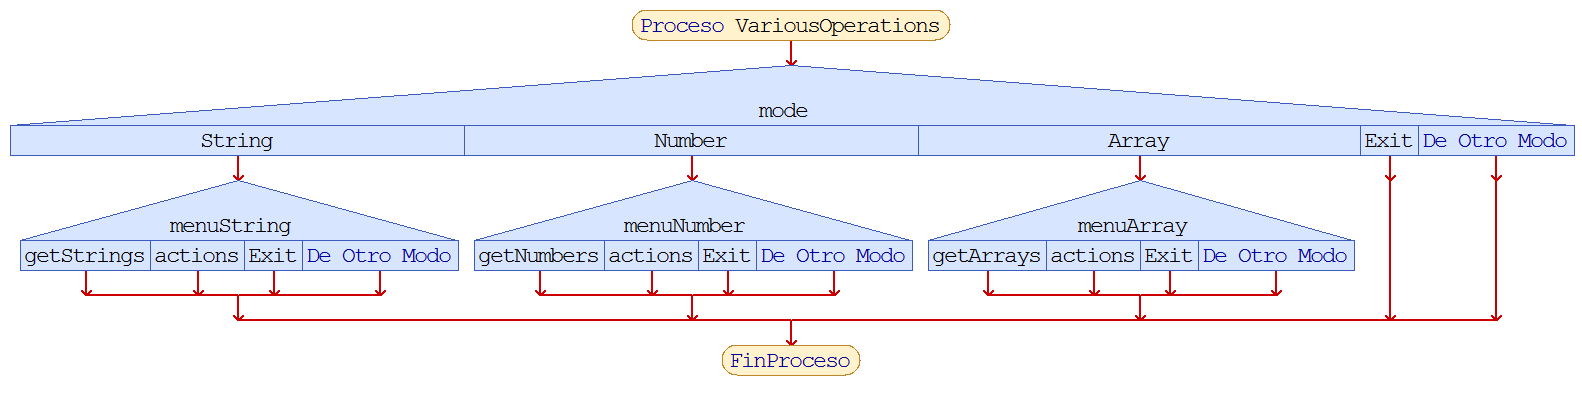 Proceso VariousOperations
mode
String Number Array Exit De Otro Modo
menuString menuNumber menuArray
getStrings actions Exit De Otro Modo getNumbers actions Exit De Otro Modo getArrays actions Exit De Otro Modo
FinProceso